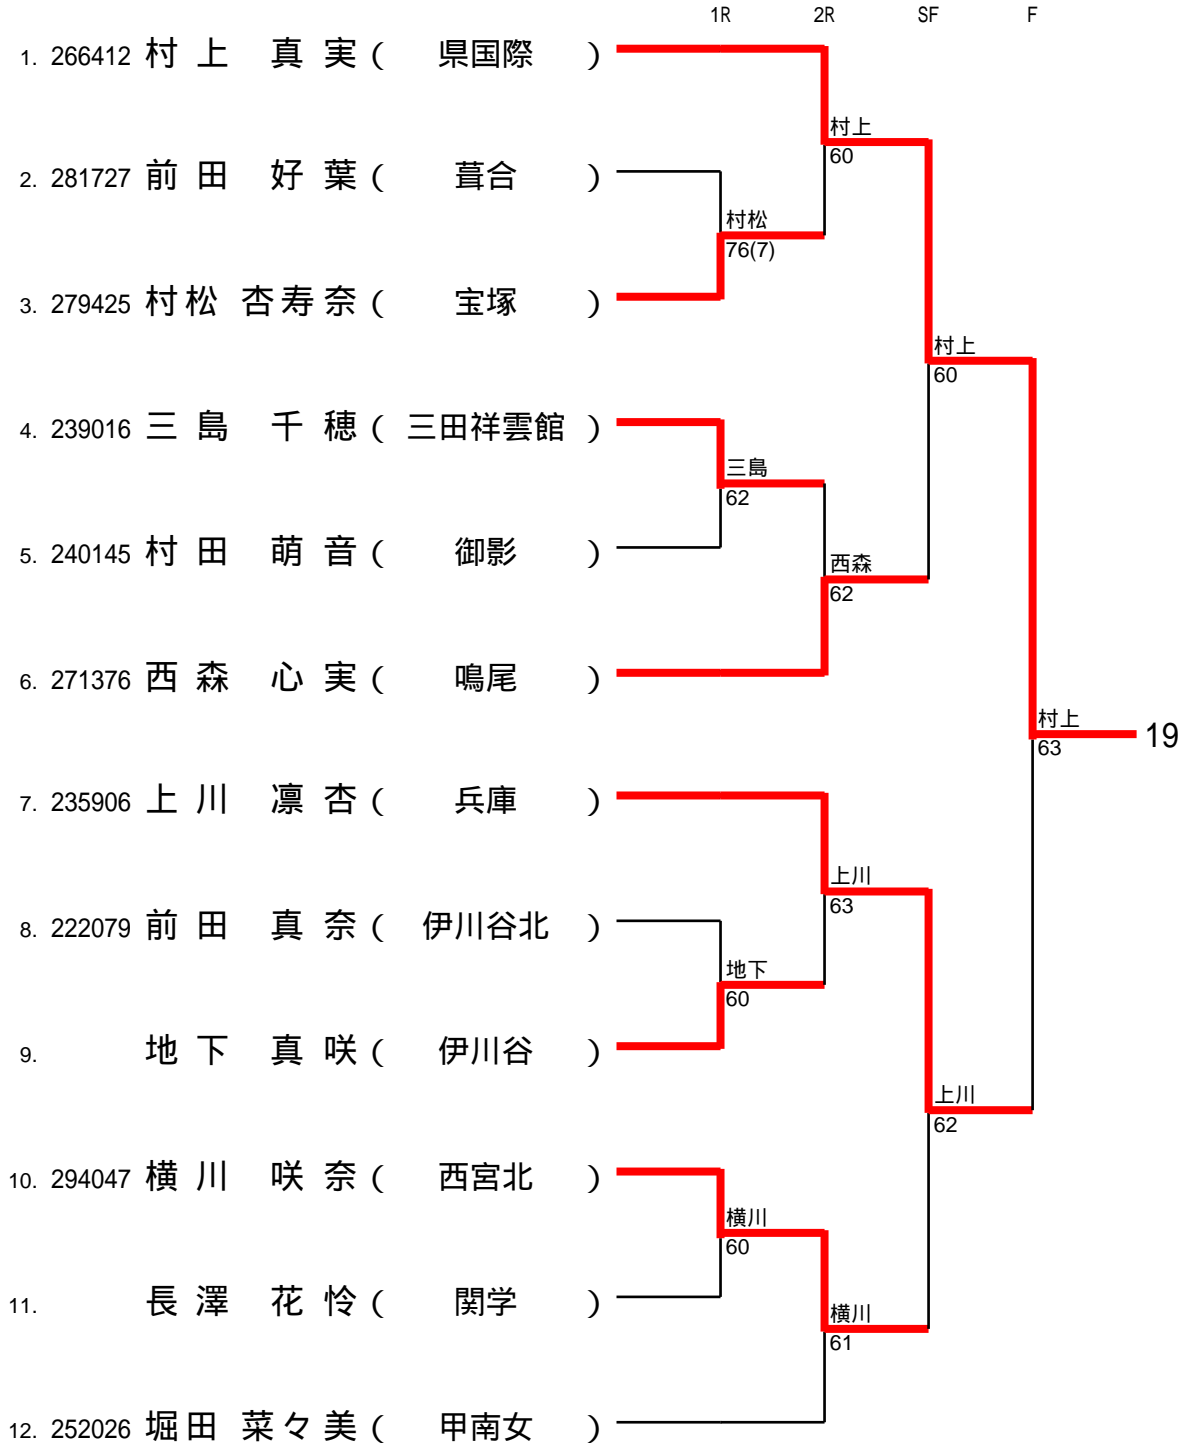 1R 2R SF F
1. 266412 村上 真実 ( 県国際 )
村上
60
2. 281727 前田 好葉 ( 葺合 )
村松
76(7)
3. 279425 村松 杏寿奈 ( 宝塚 )
村上
60
4. 239016 三島 千穂 ( 三田祥雲館 )
三島
62
5. 240145 村田 萌音 ( 御影 )
西森
62
6. 271376 西森 心実 ( 鳴尾 )
村上
63
19
7. 235906 上川 凛杏 ( 兵庫 )
上川
63
8. 222079 前田 真奈 ( 伊川谷北 )
地下
60
9. 地下 真咲 ( 伊川谷 )
上川
62
10. 294047 横川 咲奈 ( 西宮北 )
横川
60
11. 長澤 花怜 ( 関学 )
横川
61
12. 252026 堀田 菜々美 ( 甲南女 )